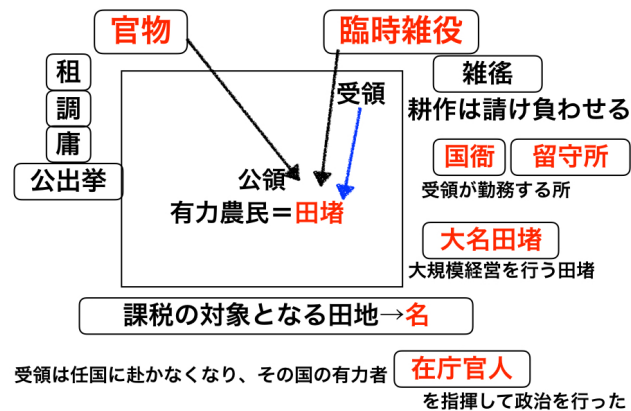 官物
臨時雑役
租
調
庸
公出挙
受領
公領
有力農民＝田堵
雑徭
耕作は請け負わせる
国衙
留守所
受領が勤務する所
大名田堵
大規模経営を行う田堵
課税の対象となる田地→名
受領は任国に赴かなくなり、その国の有力者
在庁官人
を指揮して政治を行った